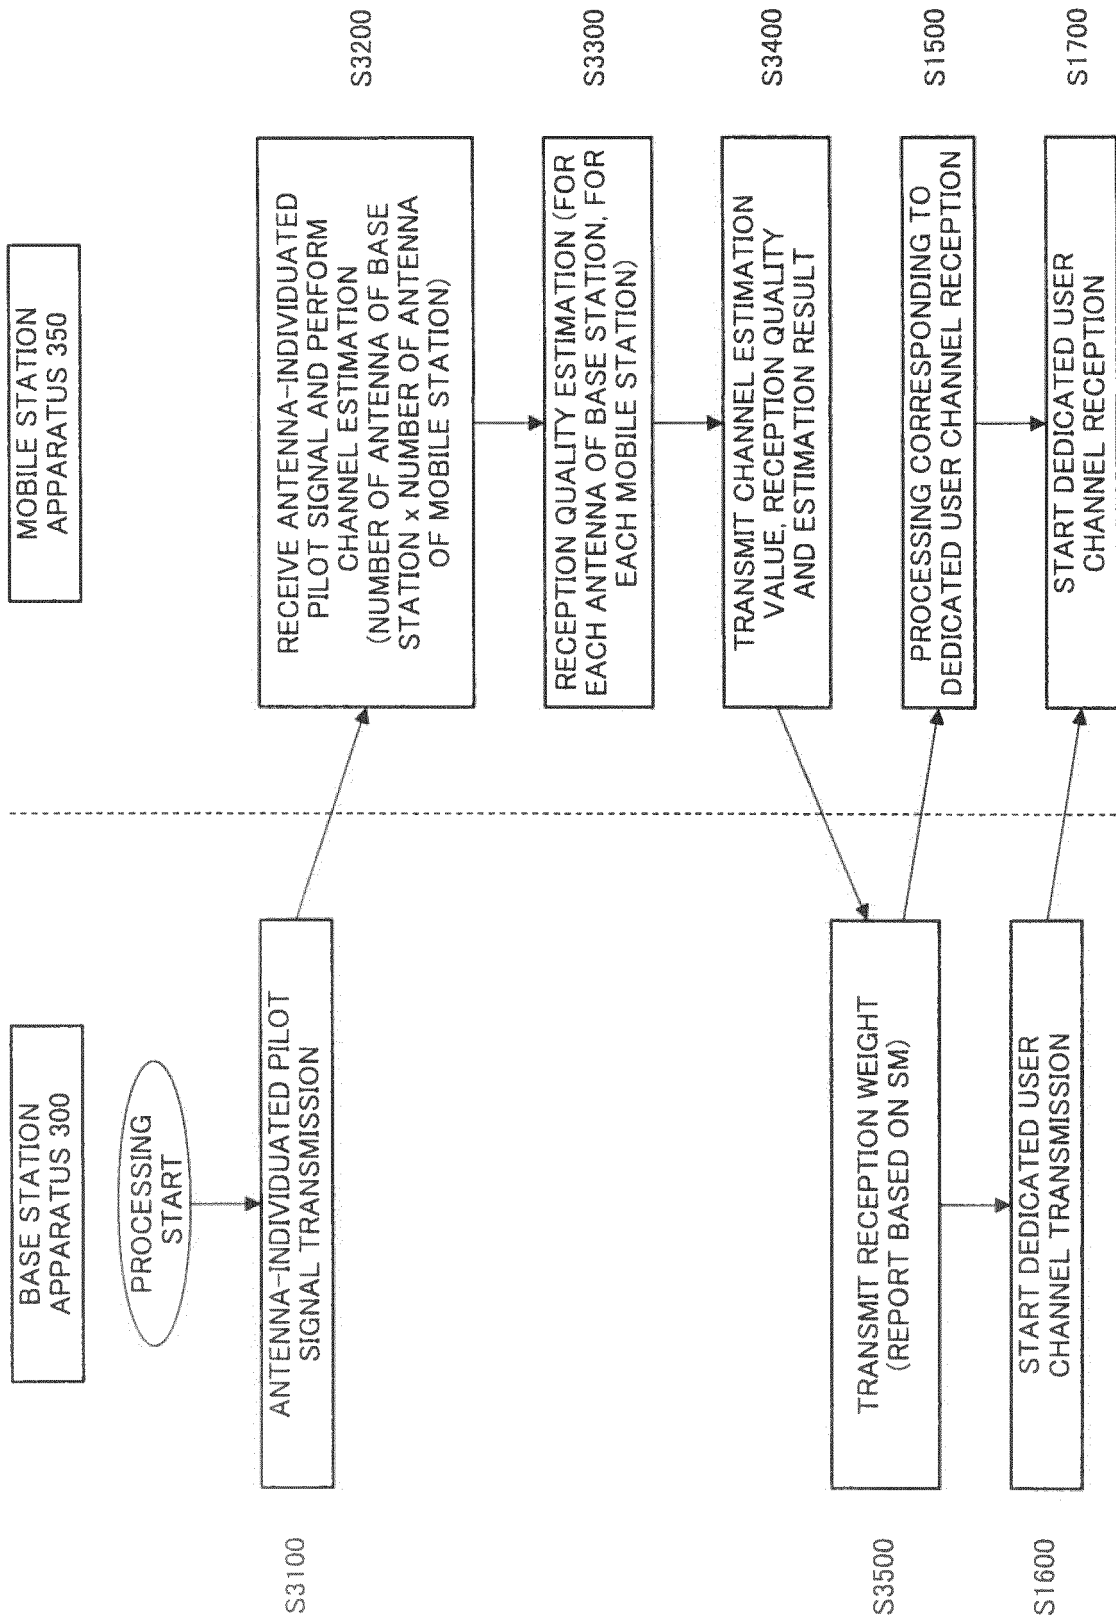 BASE STATION
APPARATUS 300
MOBILE STATION
APPARATUS 350
PROCESSING
START
S3100
ANTENNA-INDIVIDUATED PILOT
SIGNAL TRANSMISSION
RECEIVE ANTENNA-INDIVIDUATED
PILOT SIGNAL AND PERFORM
CHANNEL ESTIMATION
(NUMBER OF ANTENNA OF BASE
STATION x NUMBER OF ANTENNA
OF MOBILE STATION)
S3200
RECEPTION QUALITY ESTIMATION (FOR
EACH ANTENNA OF BASE STATION, FOR
EACH MOBILE STATION)
S3300
TRANSMIT CHANNEL ESTIMATION
VALUE, RECEPTION QUALITY
AND ESTIMATION RESULT
S3400
S3500
TRANSMIT RECEPTION WEIGHT
(REPORT BASED ON SM)
PROCESSING CORRESPONDING TO
DEDICATED USER CHANNEL RECEPTION
S1500
S1600
START DEDICATED USER
CHANNEL TRANSMISSION
START DEDICATED USER
CHANNEL RECEPTION
S1700